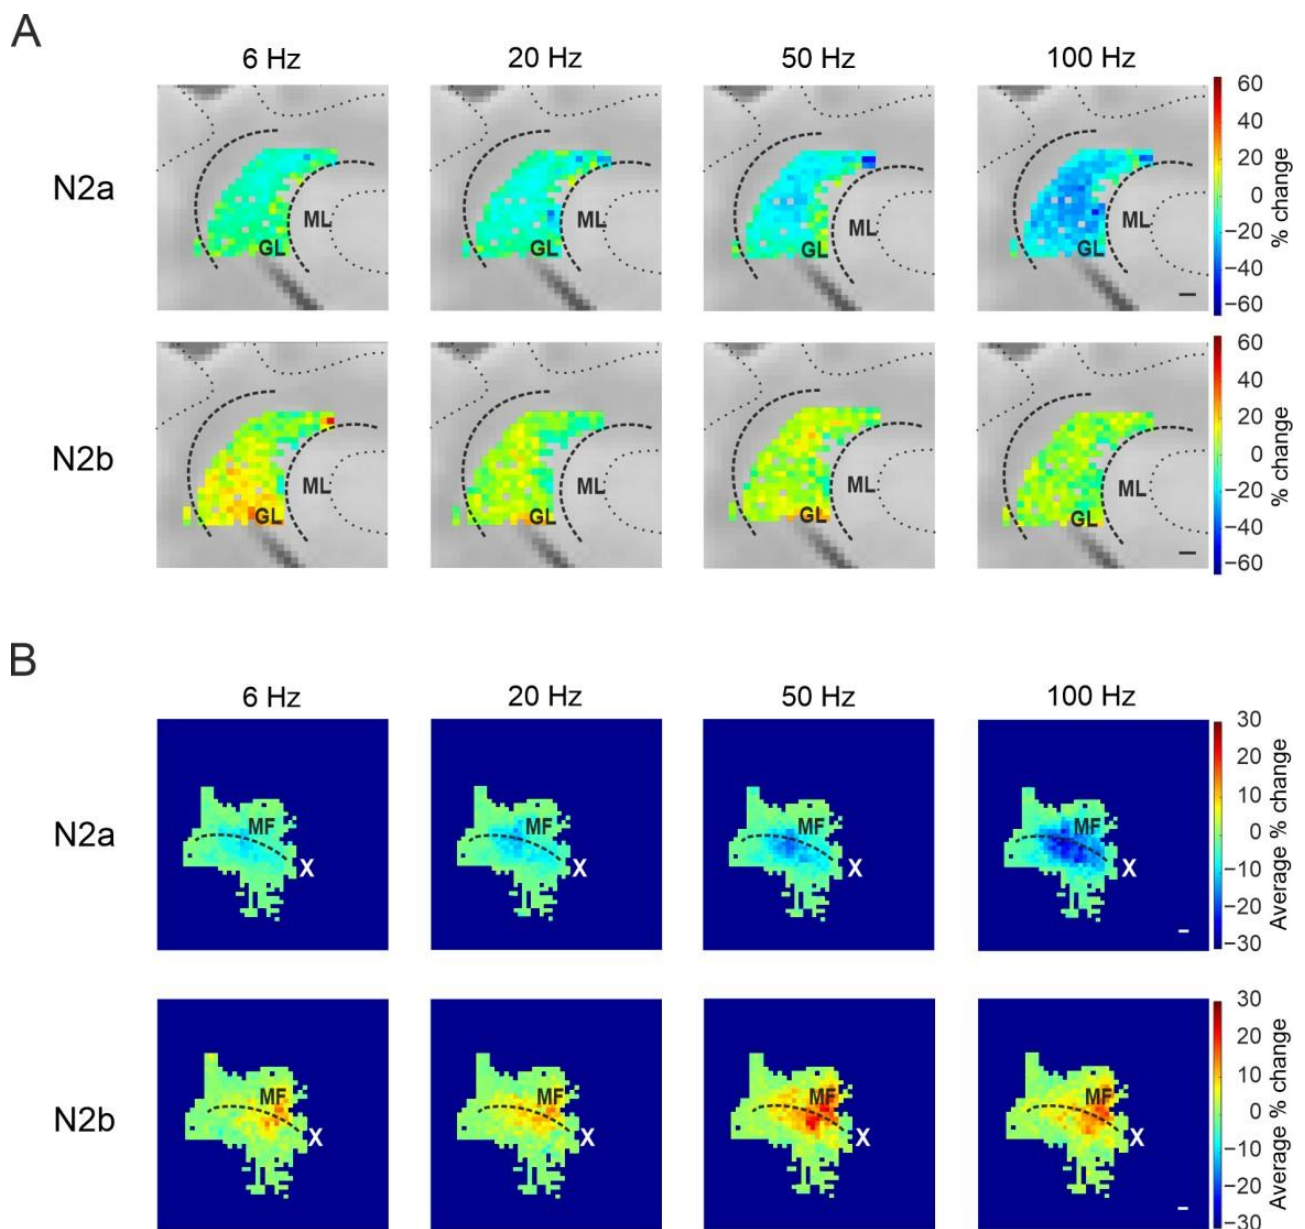 A
6 Hz 20 Hz 50 Hz 100 Hz
N2a
ML ML ML ML
GL GL GL GL
60
40
20
0
−20
−40
−60
% change
N2b
ML ML ML ML
GL GL GL GL
60
40
20
0
−20
−40
−60
% change
B
6 Hz 20 Hz 50 Hz 100 Hz
N2a
MF MF MF MF
X X X X
30
20
10
0
−10
−20
−30
Average % change
N2b
MF MF MF MF
X X X X
30
20
10
0
−10
−20
−30
Average % change